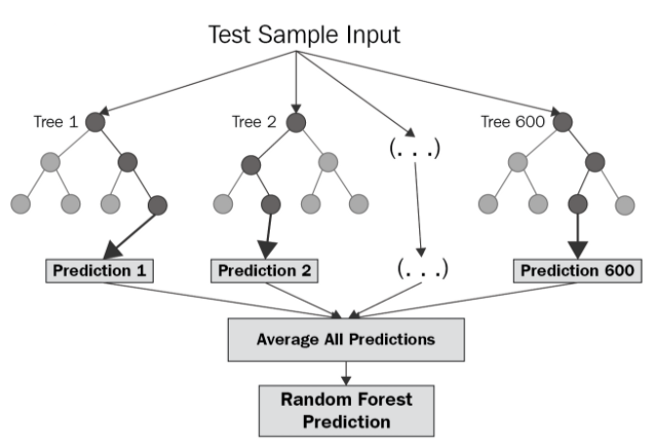 Test Sample Input
Tree 1
Tree 2
(. . .)
Tree 600
Prediction 1
Prediction 2
(. . .)
Prediction 600
Average All Predictions
Random Forest
Prediction